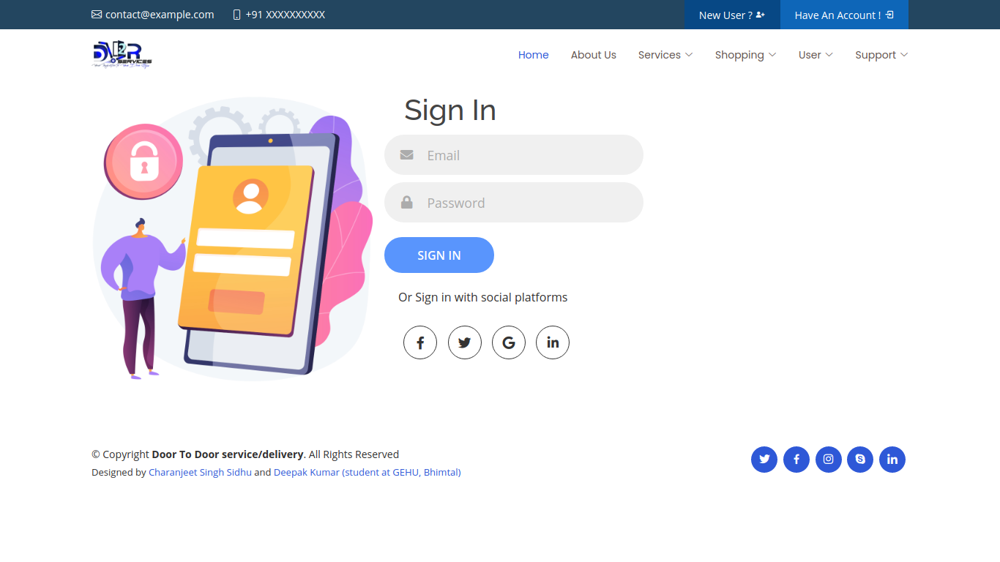 contact@example.com +91 XXXXXXXXXX New User ? Have An Account !
SERVICES
Home About Us Services Shopping User Support
Sign In
Email
Password
SIGN IN
Or Sign in with social platforms
© Copyright Door To Door service/delivery. All Rights Reserved
Designed by Charanjeet Singh Sidhu and Deepak Kumar (student at GEHU, Bhimtal)